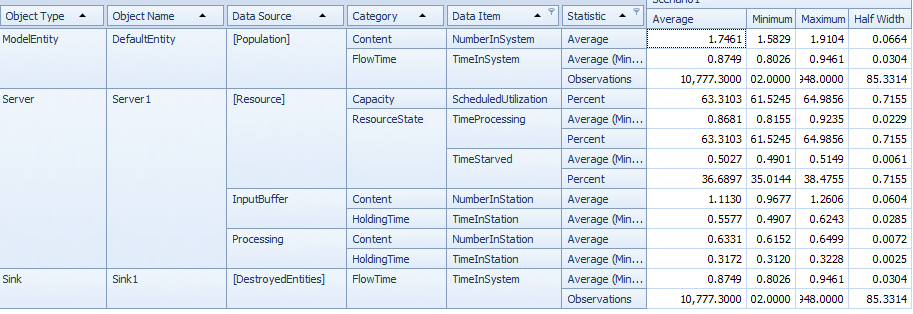 Scenario1
Object Type Object Name Data Source Category Data Item Statistic Average Minimum Maximum Half Width
ModelEntity DefaultEntity [Population] Content NumberInSystem Average 1.7461 1.5829 1.9104 0.0664
FlowTime TimeInSystem Average (Min... 0.8749 0.8026 0.9461 0.0304
Observations 10,777.3000 02.0000 948.0000 85.3314
Server Server1 [Resource] Capacity ScheduledUtilization Percent 63.3103 61.5245 64.9856 0.7155
ResourceState TimeProcessing Average (Min... 0.8681 0.8155 0.9235 0.0229
Percent 63.3103 61.5245 64.9856 0.7155
TimeStarved Average (Min... 0.5027 0.4901 0.5149 0.0061
Percent 36.6897 35.0144 38.4755 0.7155
InputBuffer Content NumberInStation Average 1.1130 0.9677 1.2606 0.0604
HoldingTime TimeInStation Average (Min... 0.5577 0.4907 0.6243 0.0285
Processing Content NumberInStation Average 0.6331 0.6152 0.6499 0.0072
HoldingTime TimeInStation Average (Min... 0.3172 0.3120 0.3228 0.0025
Sink Sink1 [DestroyedEntities] FlowTime TimeInSystem Average (Min... 0.8749 0.8026 0.9461 0.0304
Observations 10,777.3000 02.0000 948.0000 85.3314